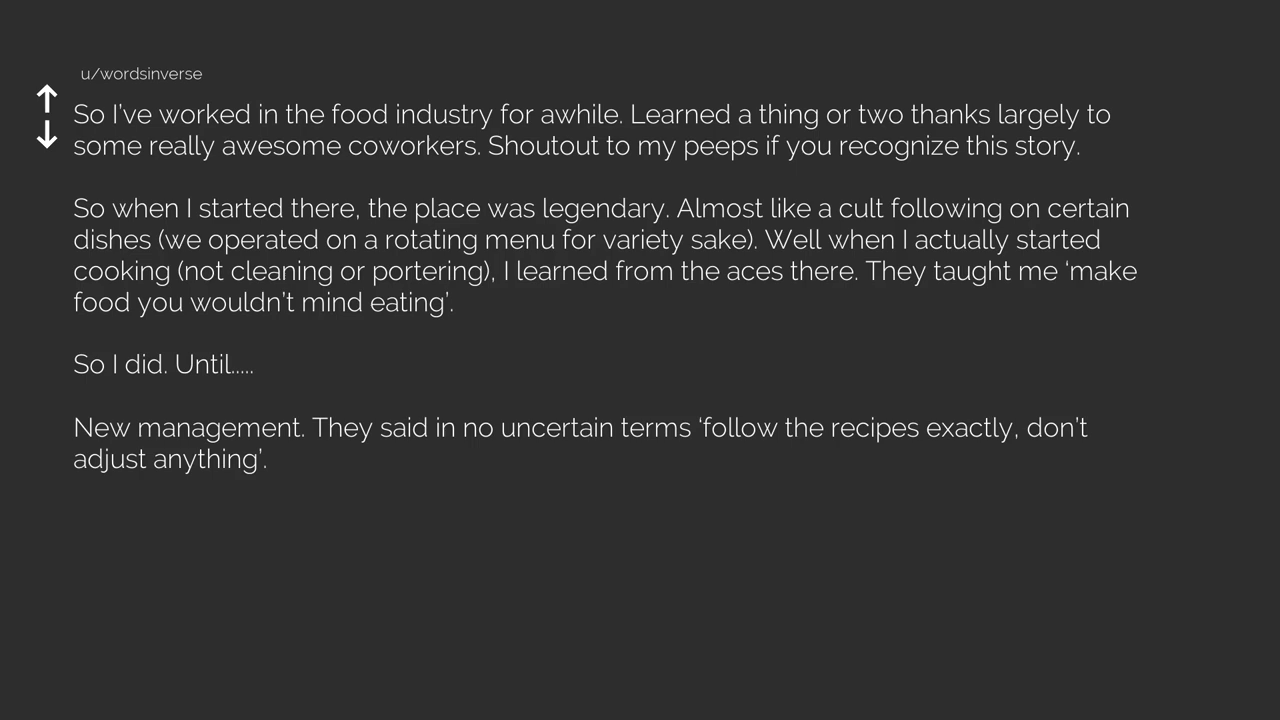 u/wordsinverse
So I've worked in the food industry for awhile. Learned a thing or two thanks largely to
some really awesome coworkers. Shoutout to my peeps if you recognize this story.
So when I started there, the place was legendary. Almost like a cult following on certain
dishes (we operated on a rotating menu for variety sake). Well when I actually started
cooking (not cleaning or portering), I learned from the aces there. They taught me ‘make
food you wouldn't mind eating’.
So I did. Until.....
New management. They said in no uncertain terms ‘follow the recipes exactly, don't
adjust anything’.